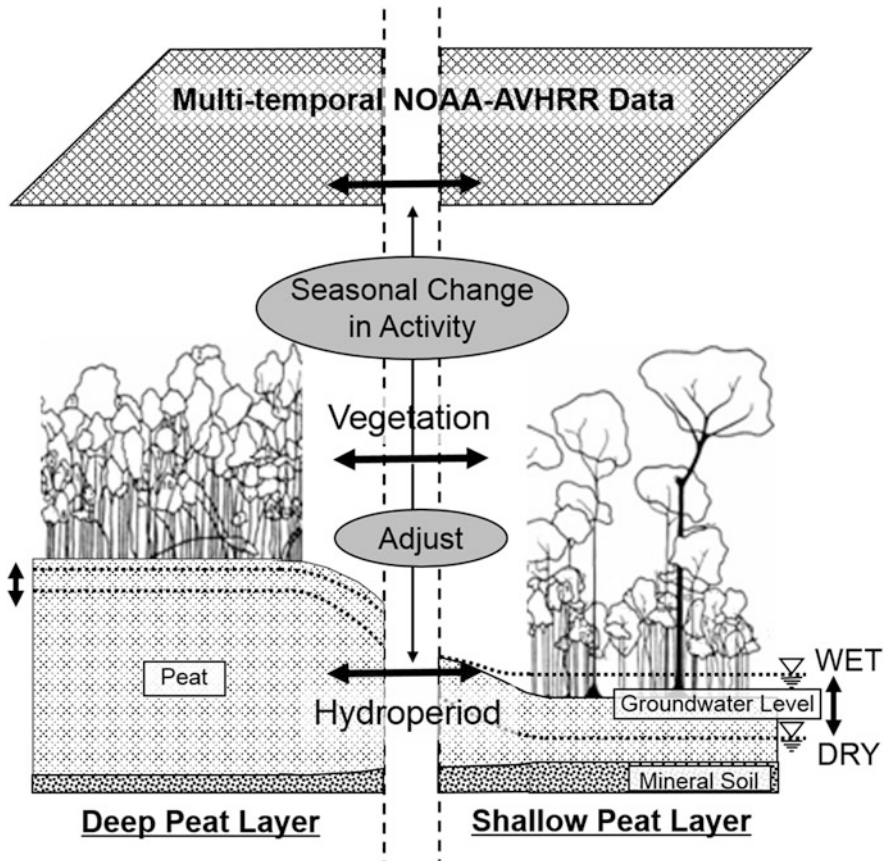 Multi-temporal NOAA-AVHRR Data
Seasonal Change
in Activity
Vegetation
Adjust
Peat
Hydroperiod
WET
Groundwater Level
DRY
Mineral Soil
Deep Peat Layer
Shallow Peat Layer